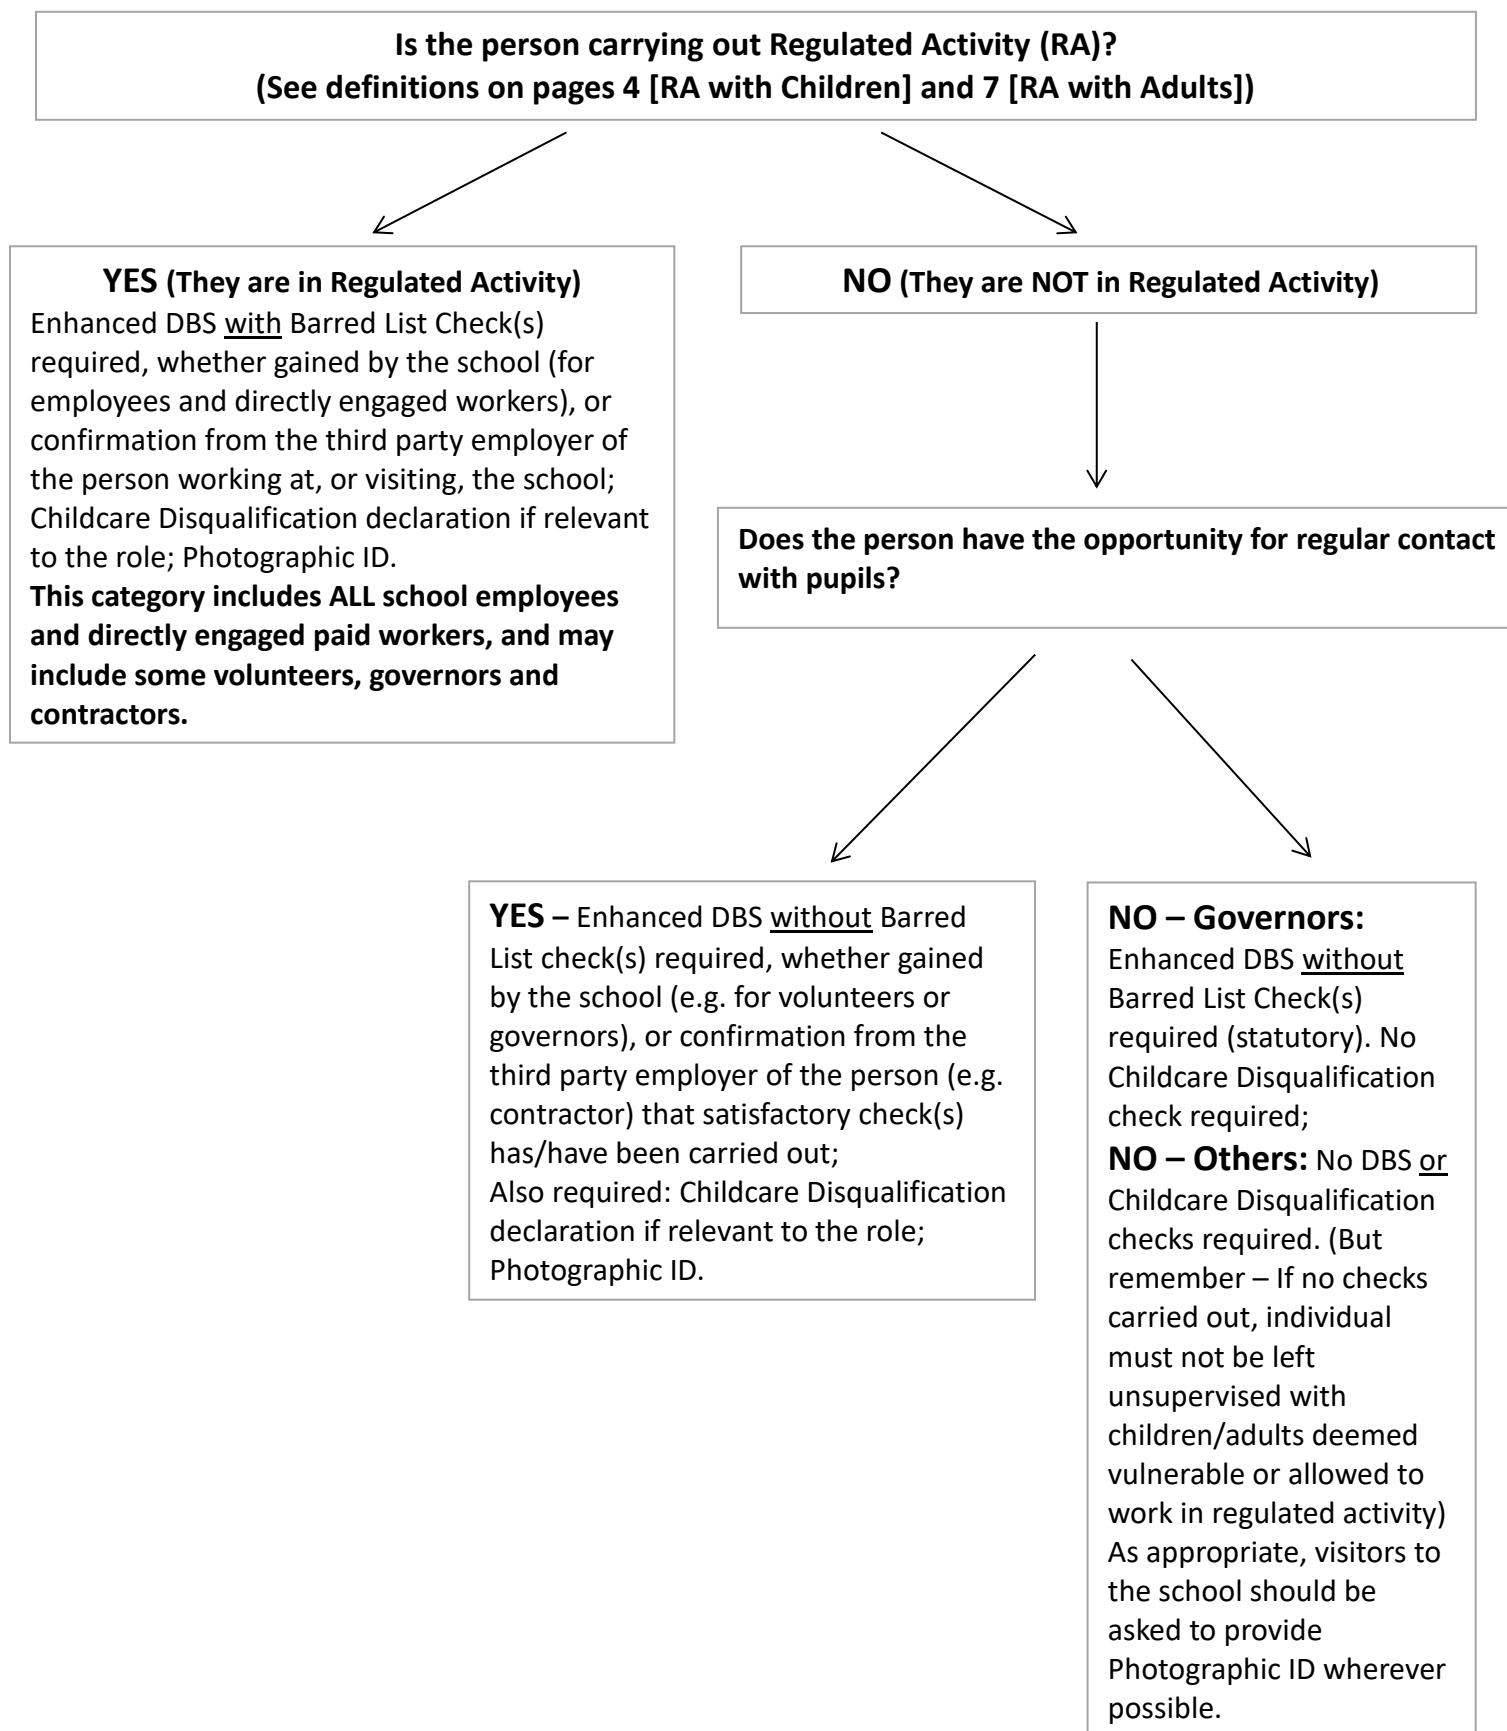 Is the person carrying out Regulated Activity (RA)?
(See definitions on pages 4 [RA with Children] and 7 [RA with Adults])
YES (They are in Regulated Activity)
Enhanced DBS with Barred List Check(s)
required, whether gained by the school (for
employees and directly engaged workers), or
confirmation from the third party employer of
the person working at, or visiting, the school;
Childcare Disqualification declaration if relevant
to the role; Photographic ID.
This category includes ALL school employees
and directly engaged paid workers, and may
include some volunteers, governors and
contractors.
NO (They are NOT in Regulated Activity)
Does the person have the opportunity for regular contact
with pupils?
YES – Enhanced DBS without Barred
List check(s) required, whether gained
by the school (e.g. for volunteers or
governors), or confirmation from the
third party employer of the person (e.g.
contractor) that satisfactory check(s)
has/have been carried out;
Also required: Childcare Disqualification
declaration if relevant to the role;
Photographic ID.
NO – Governors:
Enhanced DBS without
Barred List Check(s)
required (statutory). No
Childcare Disqualification
check required;
NO – Others: No DBS or
Childcare Disqualification
checks required. (But
remember – If no checks
carried out, individual
must not be left
unsupervised with
children/adults deemed
vulnerable or allowed to
work in regulated activity)
As appropriate, visitors to
the school should be
asked to provide
Photographic ID wherever
possible.